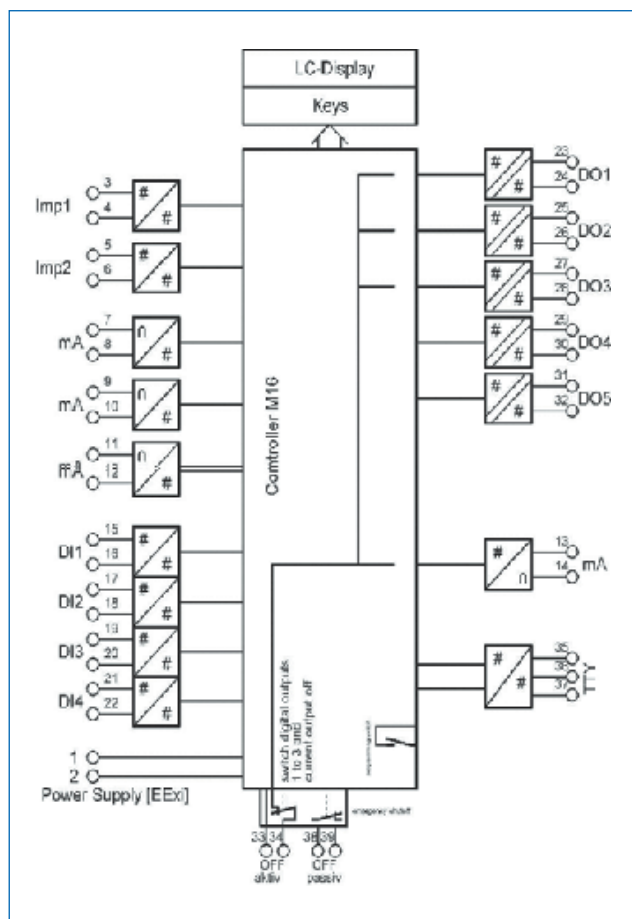 LC-Display
Keys
Controller M16
Imp1
3
#
4
#
Imp2
5
#
6
#
mA
7
n
8
#
mA
9
n
10
#
mA
11
n
12
#
DI1
15
#
16
#
DI2
17
#
18
#
DI3
19
#
20
#
DI4
21
#
22
#
1
2
Power Supply [EExi]
23
#
24
#
DO1
25
#
26
#
DO2
27
#
28
#
DO3
29
#
30
#
DO4
31
#
32
#
DO5
13
#
14
n
mA
35
#
36
#
37
TTY
switch digital outputs
1 to 3 and
current output off
emergency shutoff
33
34
38
39
OFF
aktiv
OFF
passiv